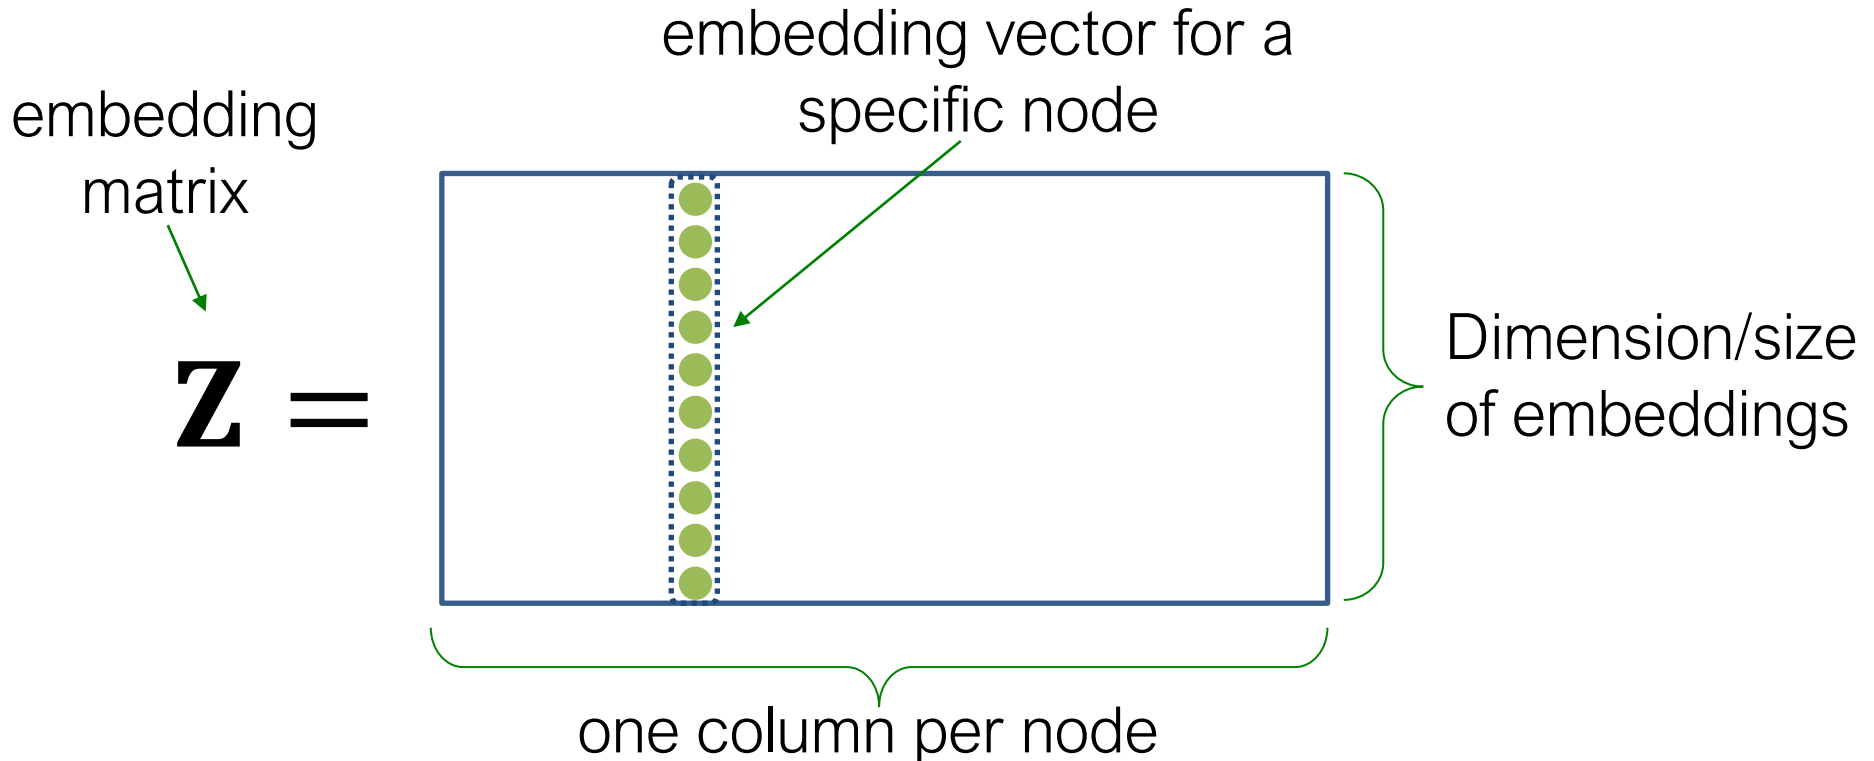 embedding vector for a
specific node
embedding
matrix
Z =
Dimension/size
of embeddings
one column per node